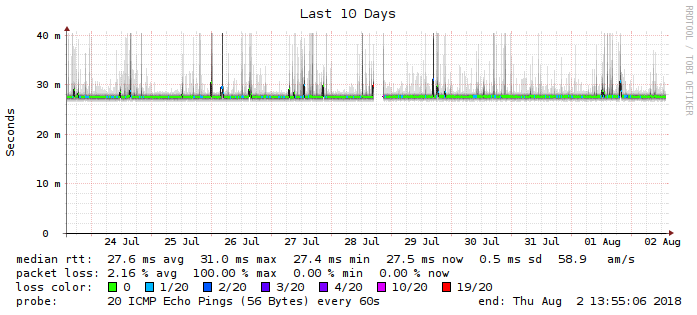 Last 10 Days
RRDTOOL / TOBI OETIKER
Seconds
40 m
30 m
20 m
10 m
0
24 Jul 25 Jul 26 Jul 27 Jul 28 Jul 29 Jul 30 Jul 31 Jul 01 Aug 02 Aug
median rtt: 27.6 ms avg 31.0 ms max 27.4 ms min 27.5 ms now 0.5 ms sd 58.9 am/s
packet loss: 2.16 % avg 100.00 % max 0.00 % min 0.00 % now
loss color: 0 1/20 2/20 3/20 4/20 10/20 19/20
probe: 20 ICMP Echo Pings (56 Bytes) every 60s end: Thu Aug 2 13:55:06 2018